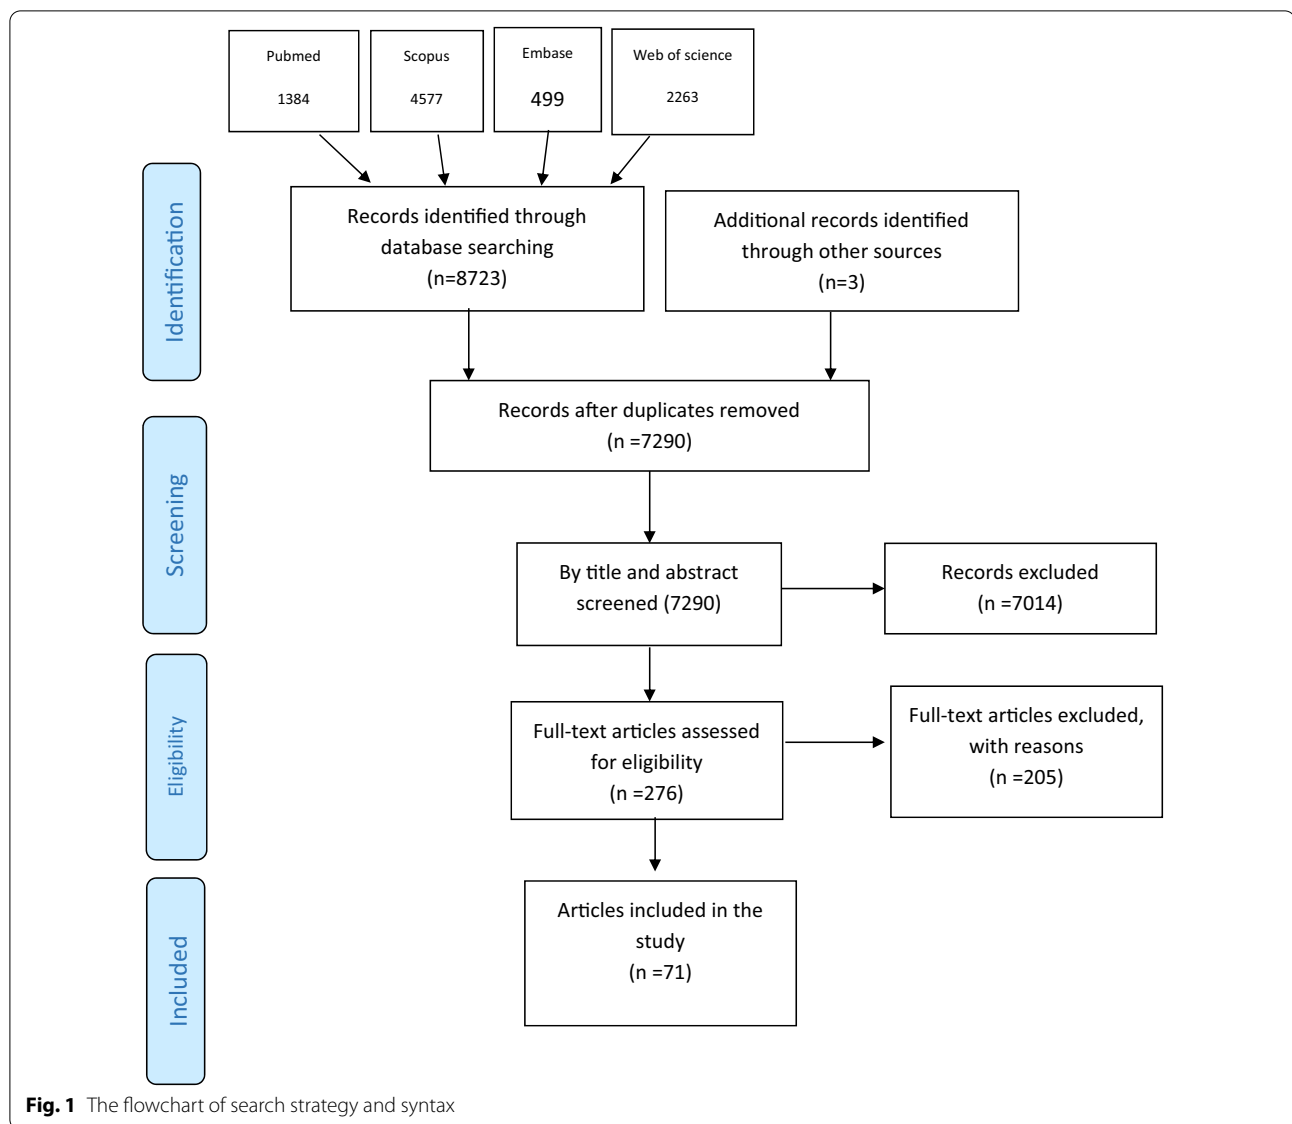 Pubmed
1384
Scopus
4577
Embase
499
Web of science
2263
Identification
Records identified through
database searching
(n=8723)
Additional records identified
through other sources
(n=3)
Records after duplicates removed
(n =7290)
Screening
By title and abstract
screened (7290)
Records excluded
(n =7014)
Eligibility
Full-text articles assessed
for eligibility
(n =276)
Full-text articles excluded,
with reasons
(n =205)
Included
Articles included in the
study
(n =71)
Fig. 1 The flowchart of search strategy and syntax